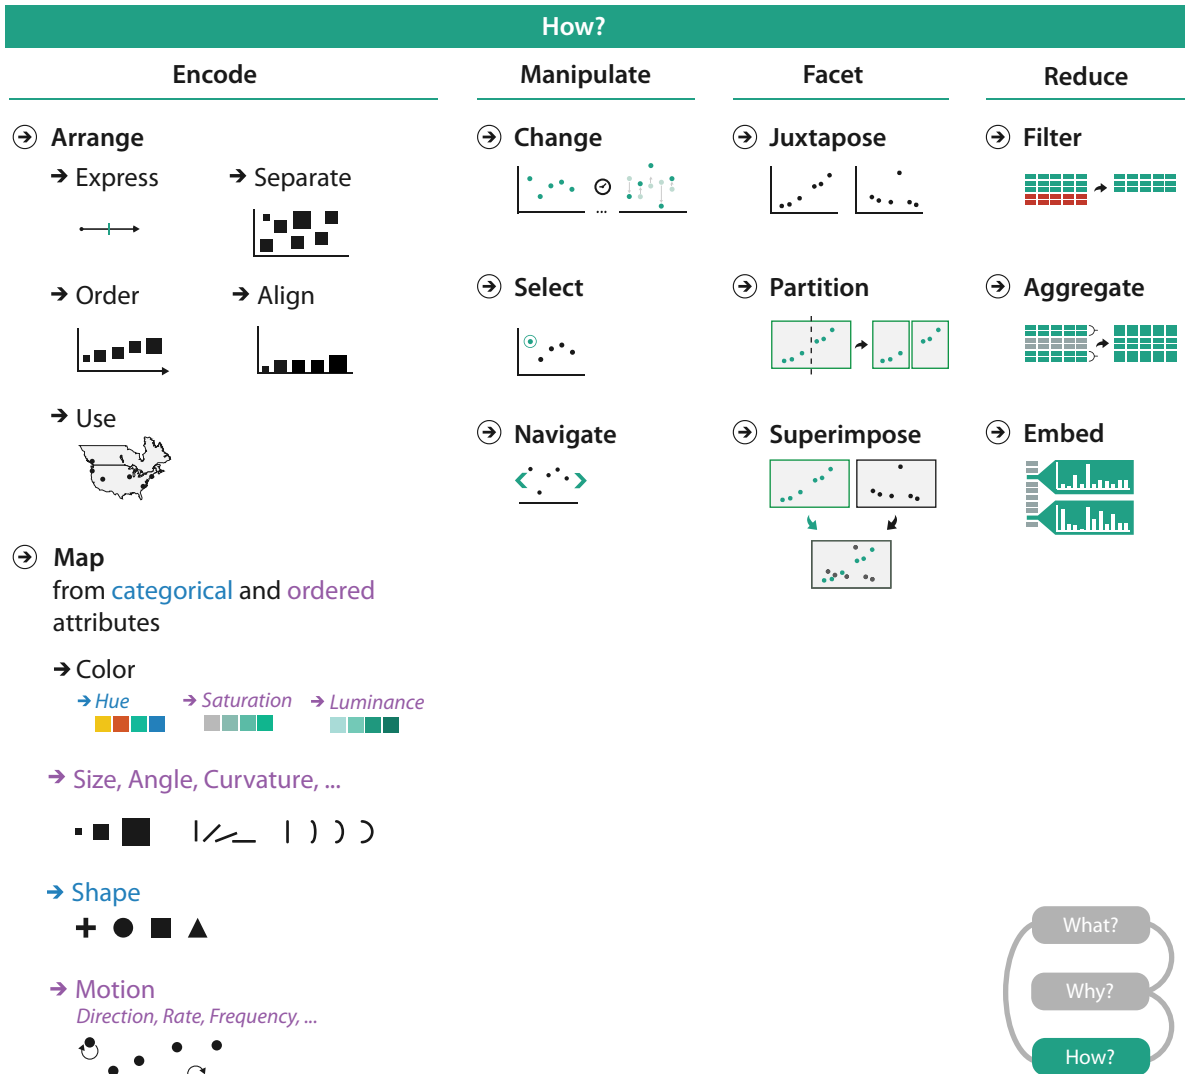 How?
Encode
Manipulate
Facet
Reduce
Arrange
Express
Separate
Order
Align
Use
Map
from categorical and ordered
attributes
Color
Hue
Saturation
Luminance
Size, Angle, Curvature, ...
Shape
Motion
Direction, Rate, Frequency, ...
Change
...
Select
Navigate
Juxtapose
Partition
Superimpose
Filter
Aggregate
Embed
What?
Why?
How?